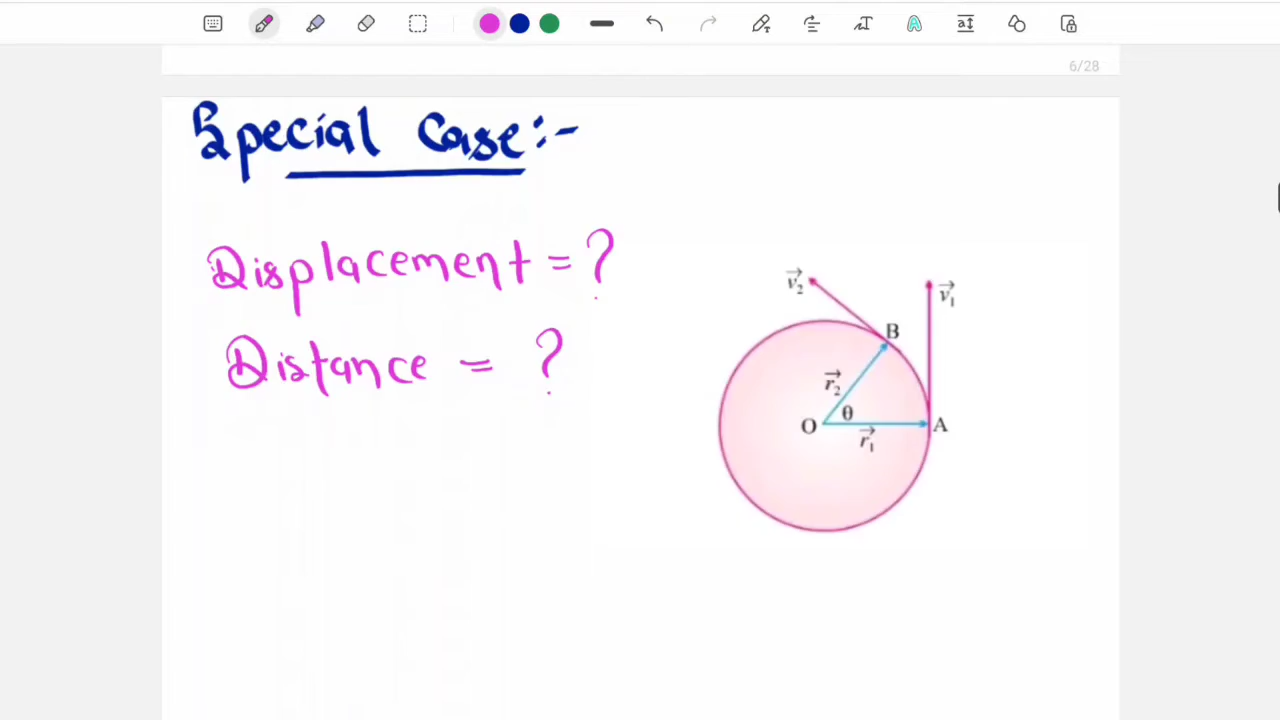 6/28
Special Case:-
Displacement = ?
Distance = ?
v⃗₂
v⃗₁
B
r⃗₂
θ
O
r⃗₁
A